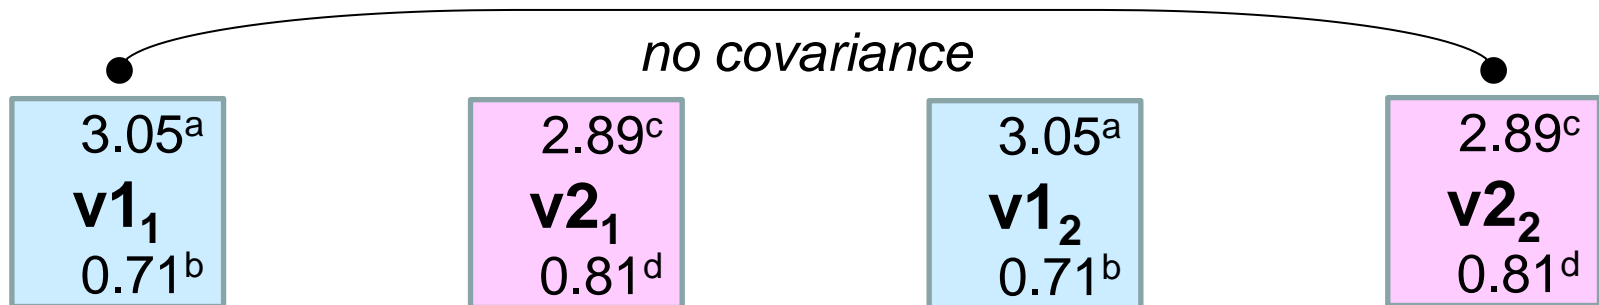 no covariance
3.05ᵃ 2.89ᶜ 3.05ᵃ 2.89ᶜ
v1₁ v2₁ v1₂ v2₂
0.71ᵇ 0.81ᵈ 0.71ᵇ 0.81ᵈ